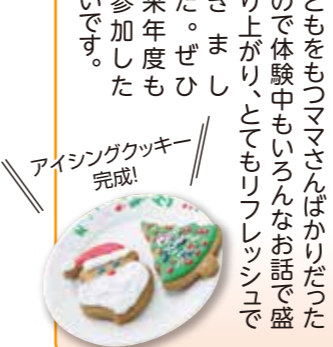 どもをもつママさんばかりだった
ので体験中もいろんなお話で盛
り上がり、とてもリフレッシュで
きまし
た。ぜひ
来年度も
参加した
いです。
アイシングクッキー
完成!